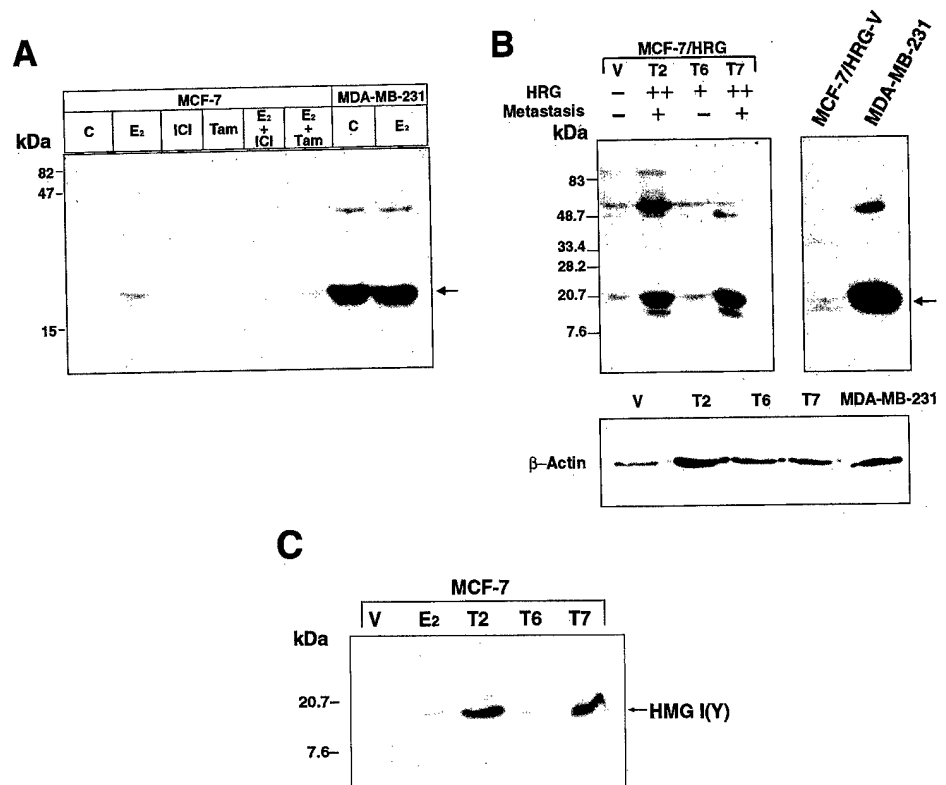 A
MCF-7 MDA-MB-231
C E2 ICI Tam E2 + ICI E2 + Tam C E2
kDa
82
47
15
B
MCF-7/HRG
V T2 T6 T7
HRG – ++ + ++
Metastasis – + – +
kDa
83
48.7
33.4
28.2
20.7
7.6
MCF-7/HRG-V
MDA-MB-231
V T2 T6 T7 MDA-MB-231
β–Actin
C
MCF-7
V E2 T2 T6 T7
kDa
20.7
7.6
HMG I(Y)